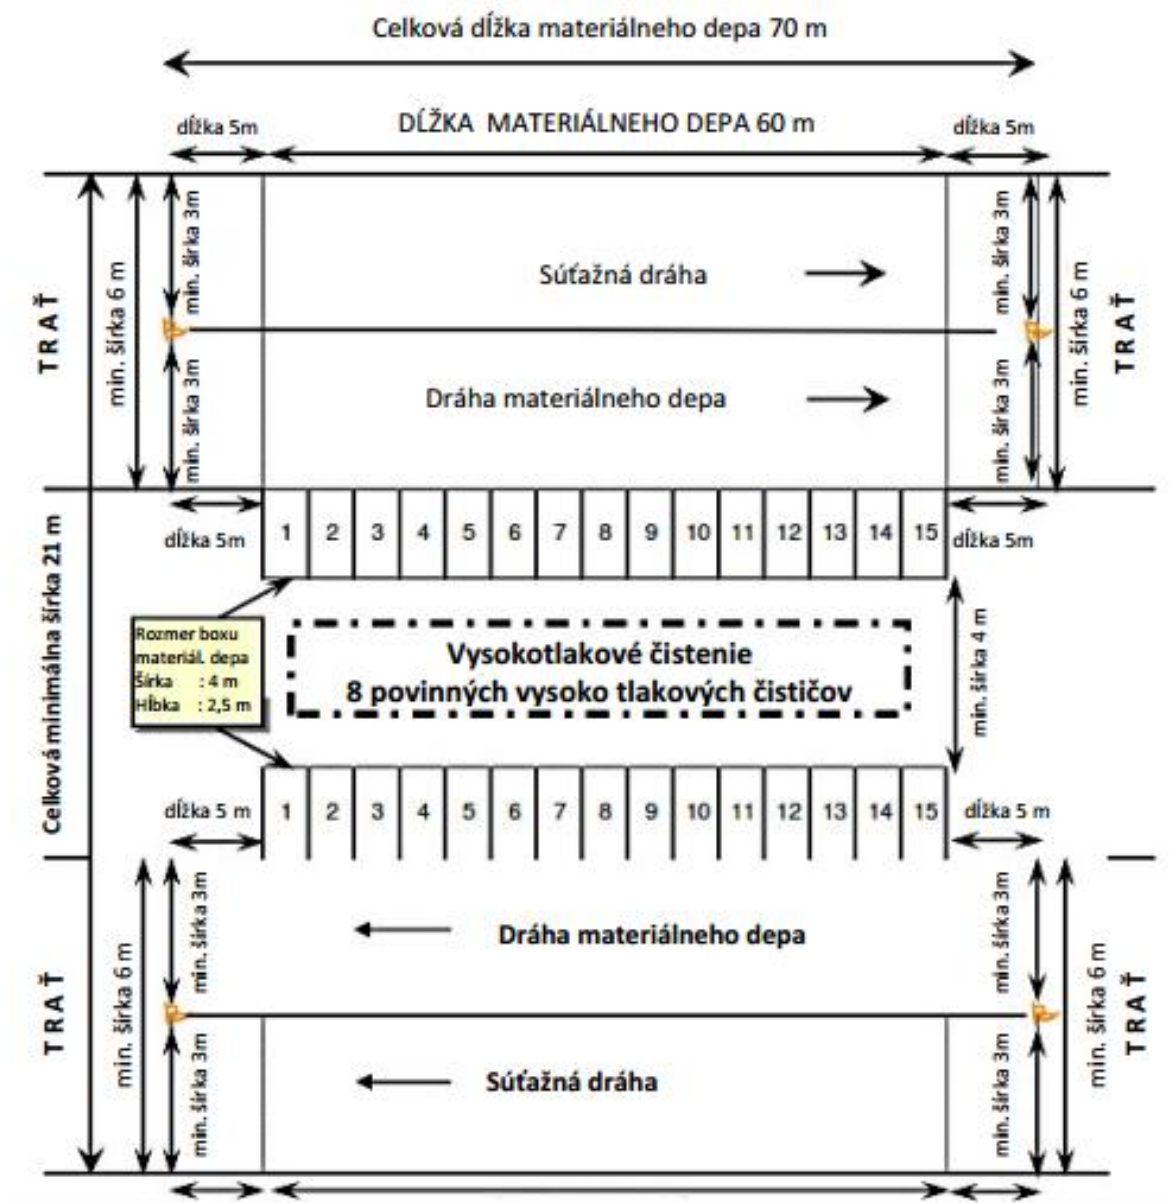 Celková dĺžka materiálneho depa 70 m
dĺžka 5m
DĹŽKA MATERIÁLNEHO DEPA 60 m
dĺžka 5m
T R A Ť
min. šírka 6 m
min. šírka 3m
min. šírka 3m
Súťažná dráha
Dráha materiálneho depa
min. šírka 3m
min. šírka 3m
min. šírka 6 m
T R A Ť
Celková minimálna šírka 21 m
dĺžka 5m
1 2 3 4 5 6 7 8 9 10 11 12 13 14 15
dĺžka 5m
Rozmer boxu
materiál. depa
Šírka : 4 m
Hĺbka : 2,5 m
Vysokotlakové čistenie
8 povinných vysoko tlakových čističov
min. šírka 4 m
dĺžka 5 m
1 2 3 4 5 6 7 8 9 10 11 12 13 14 15
dĺžka 5 m
T R A Ť
min. šírka 6 m
min. šírka 3m
min. šírka 3m
Dráha materiálneho depa
Súťažná dráha
min. šírka 3m
min. šírka 3m
min. šírka 6 m
T R A Ť